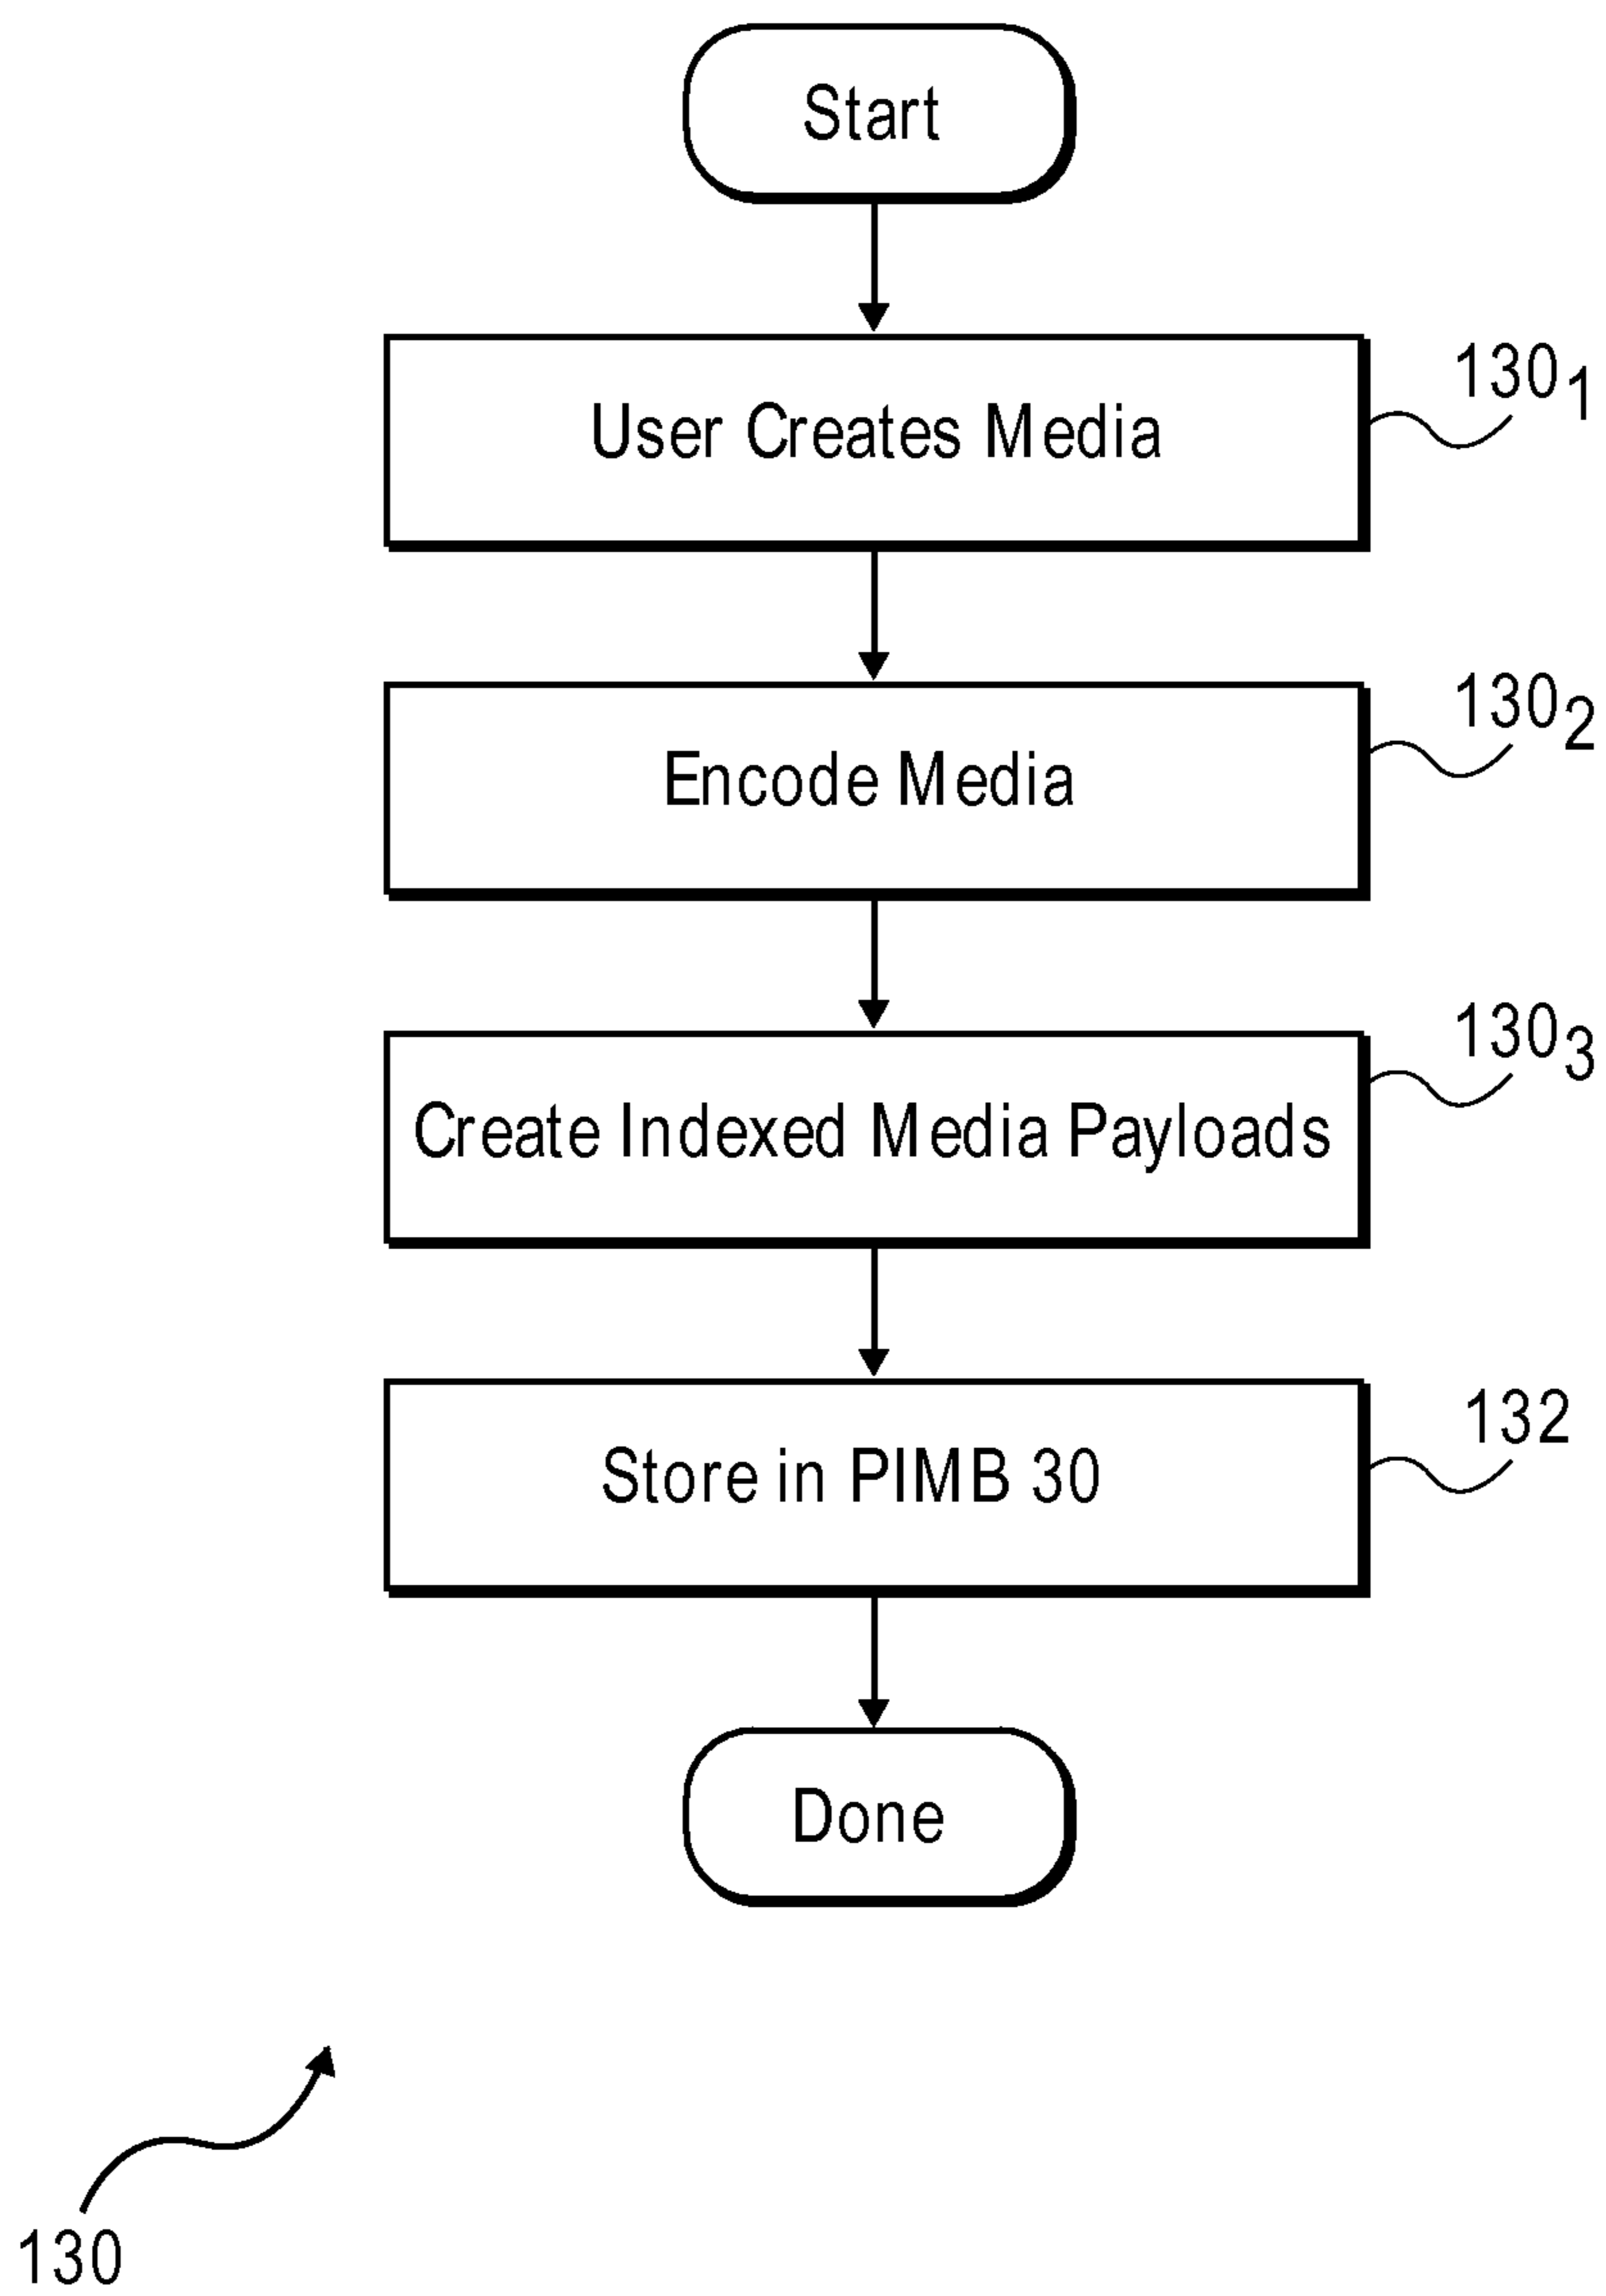 Start
User Creates Media
130₁
Encode Media
130₂
Create Indexed Media Payloads
130₃
Store in PIMB 30
132
Done
130